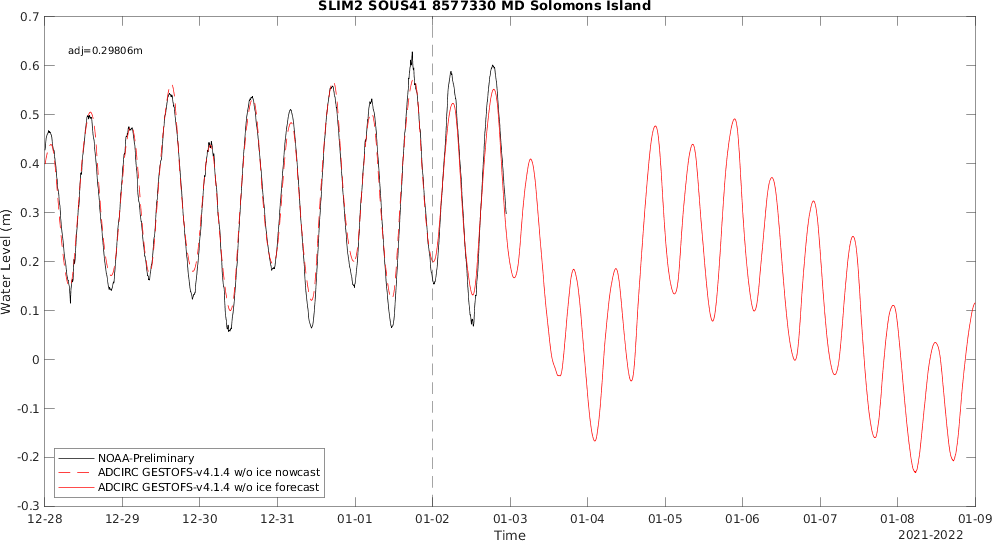 SLIM2 SOUS41 8577330 MD Solomons Island
0.7
adj=0.29806m
0.6
0.5
0.4
0.3
0.2
0.1
0
-0.1
-0.2
-0.3
Water Level (m)
NOAA-Preliminary
ADCIRC GESTOFS-v4.1.4 w/o ice nowcast
ADCIRC GESTOFS-v4.1.4 w/o ice forecast
12-28 12-29 12-30 12-31 01-01 01-02 01-03 01-04 01-05 01-06 01-07 01-08 01-09
Time
2021-2022